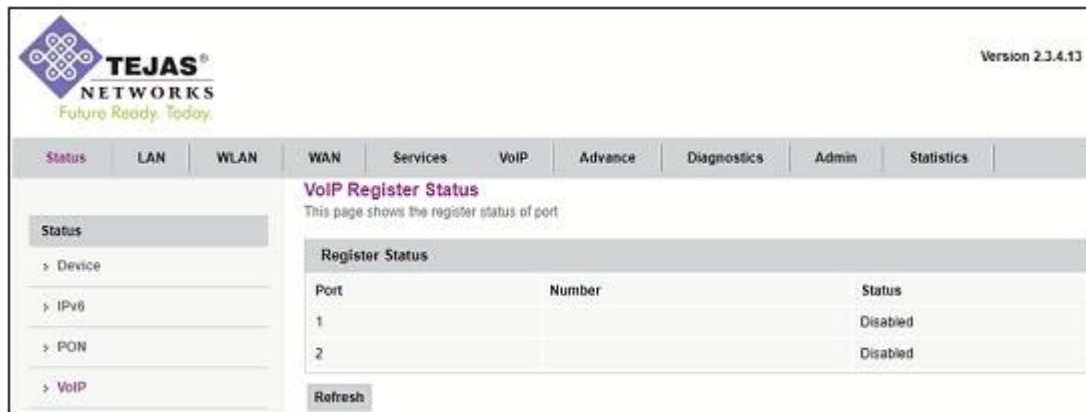 TEJAS®
NETWORKS
Future Ready. Today.
Version 2.3.4.13
Status LAN WLAN WAN Services VoIP Advance Diagnostics Admin Statistics
VoIP Register Status
This page shows the register status of port
Status
> Device
> IPv6
> PON
> VoIP
Register Status
Port Number Status
1 Disabled
2 Disabled
Refresh